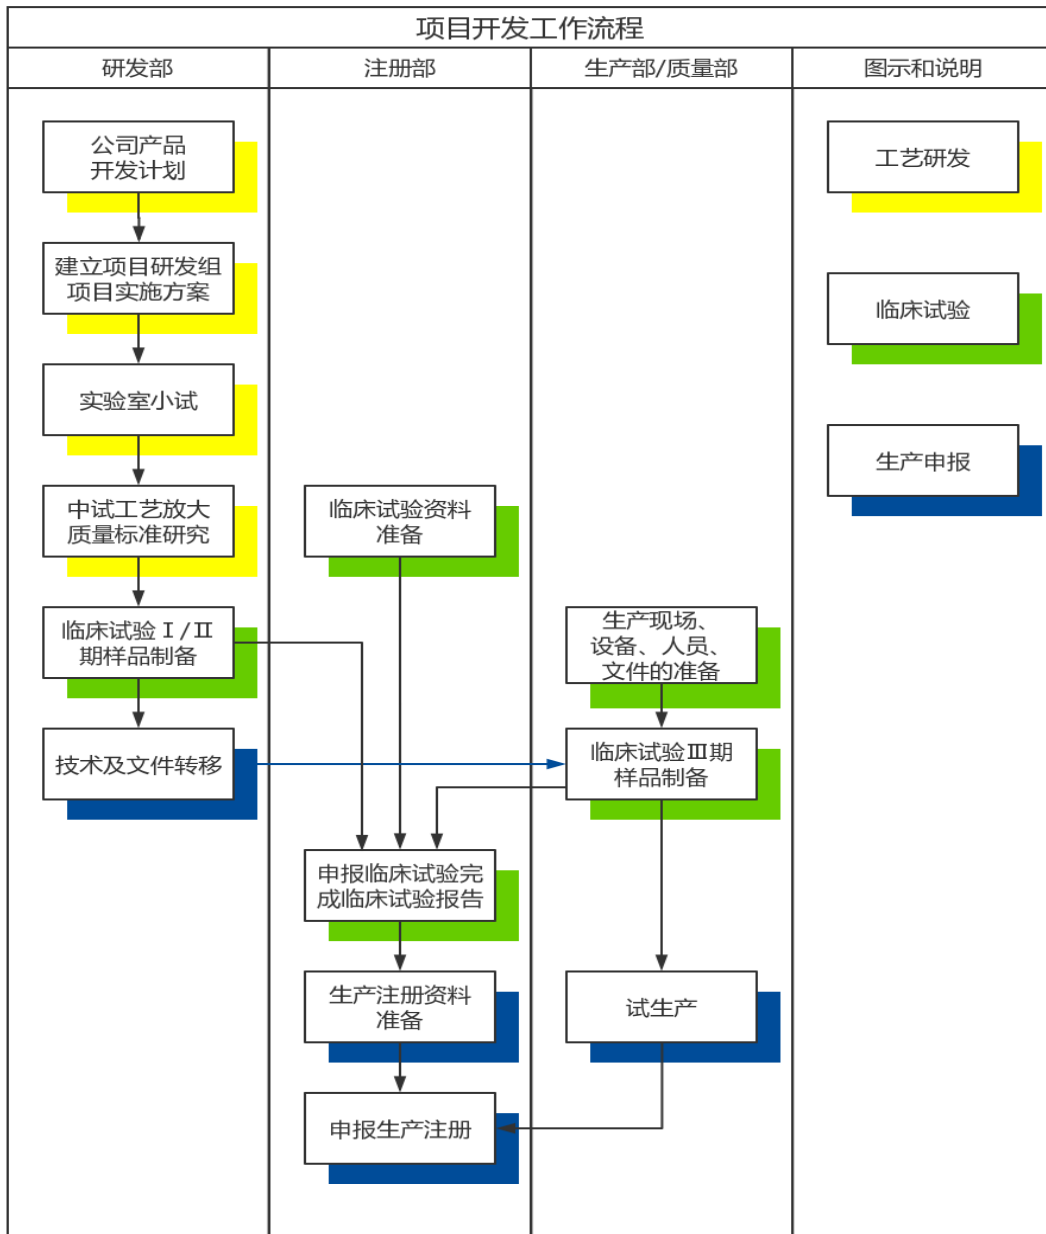 项目开发工作流程
研发部
注册部
生产部/质量部
图示和说明
公司产品
开发计划
建立项目研发组
项目实施方案
实验室小试
中试工艺放大
质量标准研究
临床试验Ⅰ/Ⅱ
期样品制备
技术及文件转移
临床试验资料
准备
申报临床试验完
成临床试验报告
生产注册资料
准备
申报生产注册
生产现场、
设备、人员、
文件的准备
临床试验Ⅲ期
样品制备
试生产
工艺研发
临床试验
生产申报